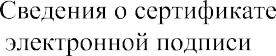 Сведения о сертификате
электронной подписи